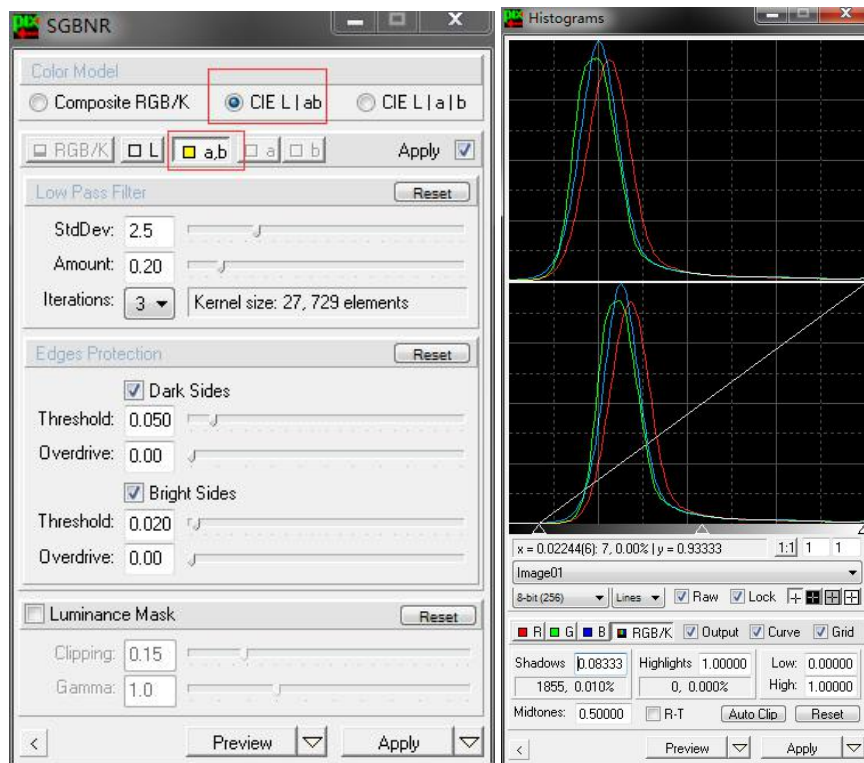 pix SGBNR
Color Model
Composite RGB/K CIE L | ab CIE L | a | b
RGB/K L a,b a b Apply
Low Pass Filter Reset
StdDev: 2.5
Amount: 0.20
Iterations: 3 Kernel size: 27, 729 elements
Edges Protection Reset
Dark Sides
Threshold: 0.050
Overdrive: 0.00
Bright Sides
Threshold: 0.020
Overdrive: 0.00
Luminance Mask Reset
Clipping: 0.15
Gamma: 1.0
< Preview Apply
pix Histograms
x = 0.02244(6): 7, 0.00% | y = 0.93333 1:1 1 1
Image01
8-bit (256) Lines Raw Lock
R G B RGB/K Output Curve Grid
Shadows 0.08333 Highlights 1.00000 Low: 0.00000
1855, 0.010% 0, 0.000% High: 1.00000
Midtones: 0.50000 R-T Auto Clip Reset
< Preview Apply